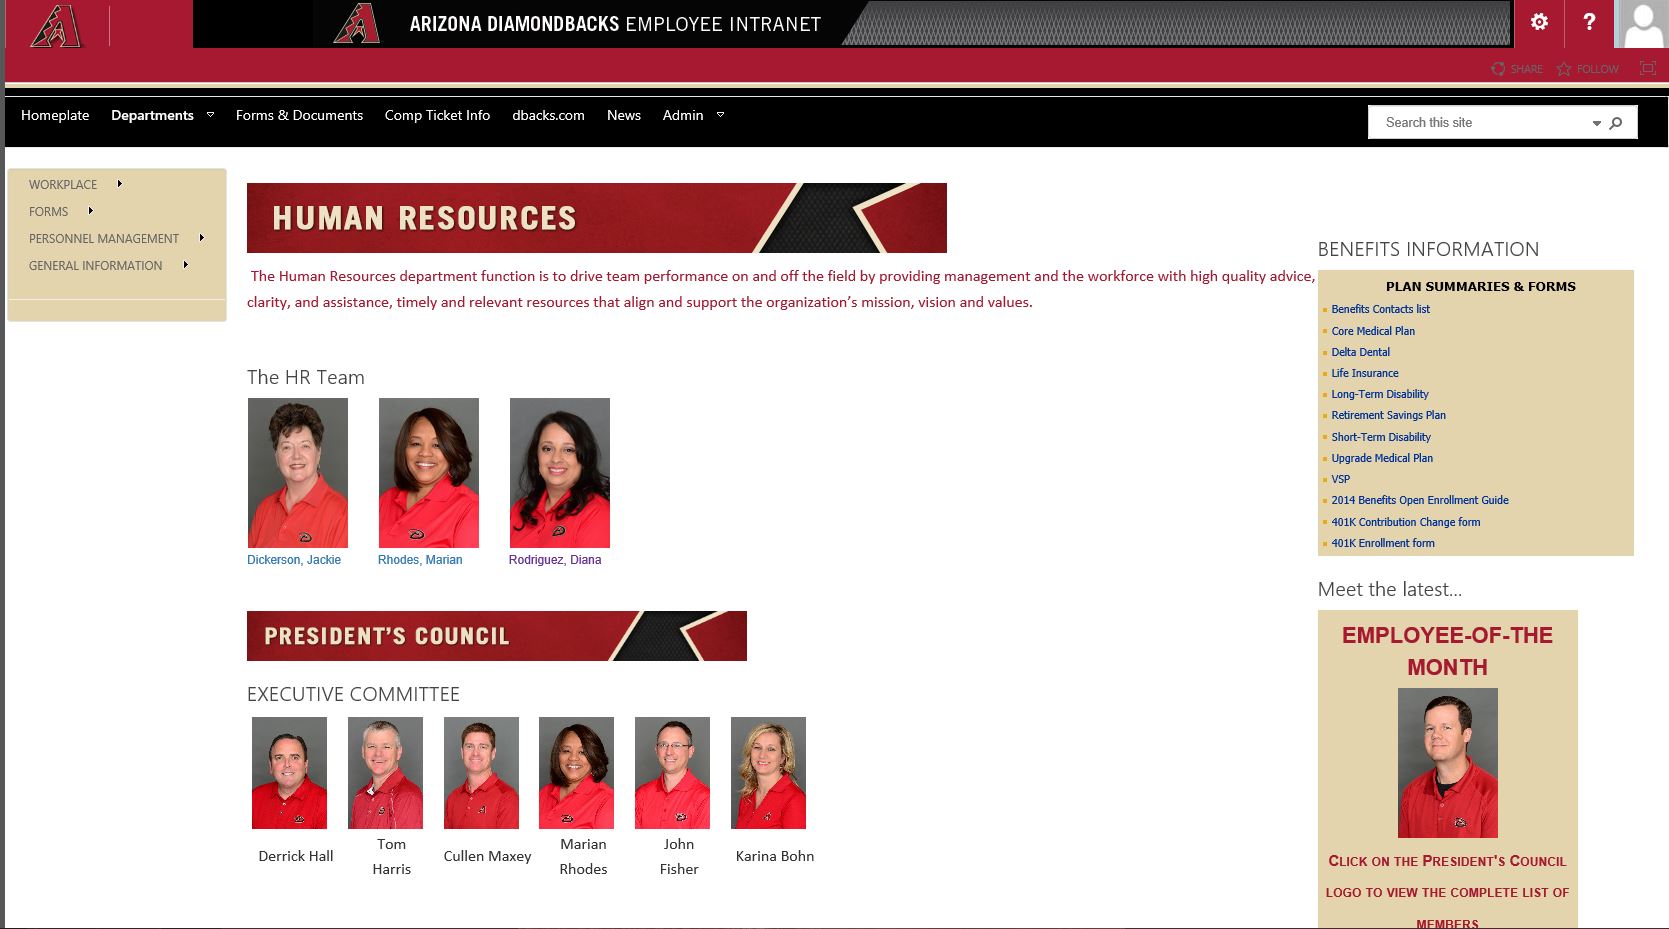 ARIZONA DIAMONDBACKS EMPLOYEE INTRANET
?
SHARE
FOLLOW
Homeplate
Departments
Forms & Documents
Comp Ticket Info
dbacks.com
News
Admin
Search this site
WORKPLACE
FORMS
PERSONNEL MANAGEMENT
GENERAL INFORMATION
HUMAN RESOURCES
The Human Resources department function is to drive team performance on and off the field by providing management and the workforce with high quality advice,
clarity, and assistance, timely and relevant resources that align and support the organization's mission, vision and values.
The HR Team
Dickerson, Jackie
Rhodes, Marian
Rodriguez, Diana
PRESIDENT'S COUNCIL
EXECUTIVE COMMITTEE
Derrick Hall
Tom
Harris
Cullen Maxey
Marian
Rhodes
John
Fisher
Karina Bohn
BENEFITS INFORMATION
PLAN SUMMARIES & FORMS
Benefits Contacts list
Core Medical Plan
Delta Dental
Life Insurance
Long-Term Disability
Retirement Savings Plan
Short-Term Disability
Upgrade Medical Plan
VSP
2014 Benefits Open Enrollment Guide
401K Contribution Change form
401K Enrollment form
Meet the latest...
EMPLOYEE-OF-THE
MONTH
CLICK ON THE PRESIDENT'S COUNCIL
LOGO TO VIEW THE COMPLETE LIST OF
MEMBERS